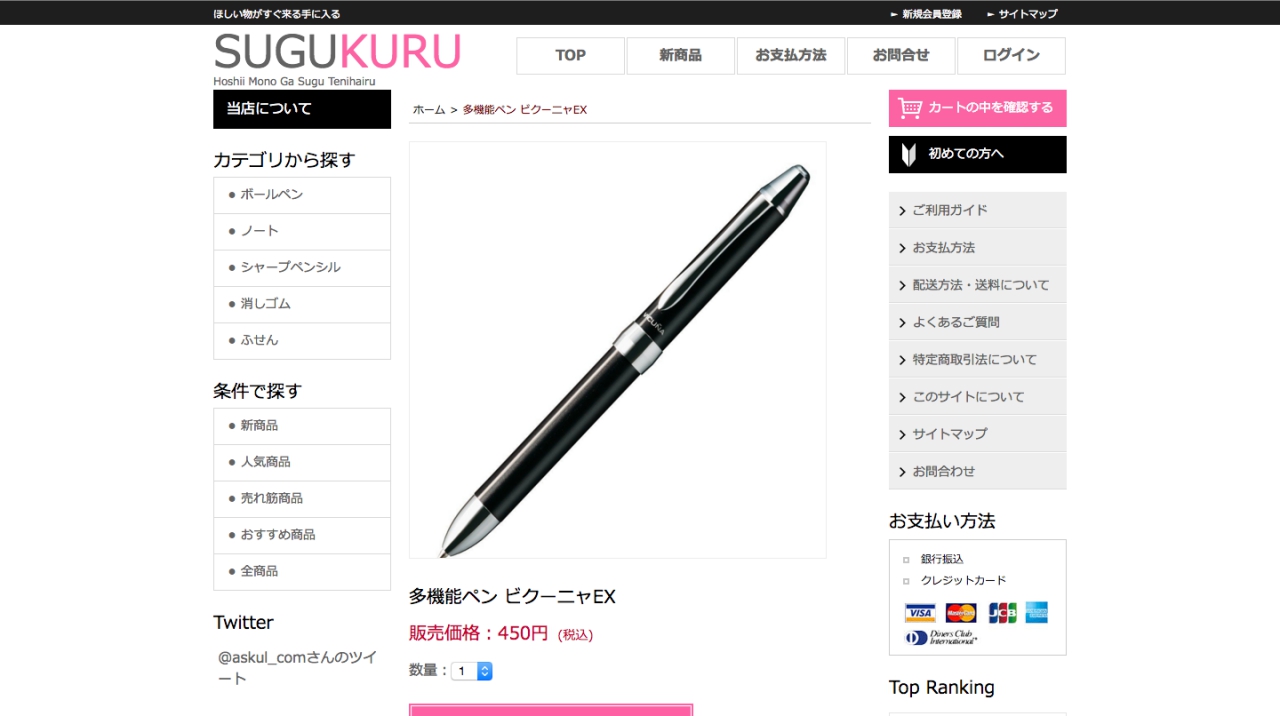 ほしい物がすぐ来る手に入る
► 新規会員登録
► サイトマップ
SUGUKURU
Hoshii Mono Ga Sugu Tenihairu
TOP
新商品
お支払方法
お問合せ
ログイン
当店について
カテゴリから探す
● ボールペン
● ノート
● シャープペンシル
● 消しゴム
● ふせん
条件で探す
● 新商品
● 人気商品
● 売れ筋商品
● おすすめ商品
● 全商品
Twitter
@askul_comさんのツイ
ート
ホーム > 多機能ペン ビクーニャEX
多機能ペン ビクーニャEX
販売価格：450円 (税込)
数量：1
カートの中を確認する
初めての方へ
ご利用ガイド
お支払方法
配送方法・送料について
よくあるご質問
特定商取引法について
このサイトについて
サイトマップ
お問合わせ
お支払い方法
銀行振込
クレジットカード
VISA
MasterCard
JCB
Diners Club
International
Top Ranking